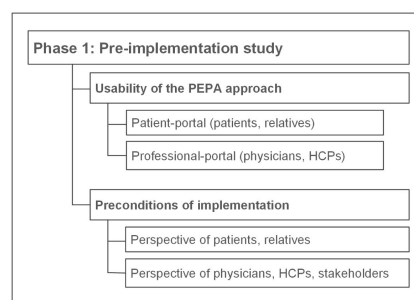 Phase 1: Pre-implementation study
Usability of the PEPA approach
Patient-portal (patients, relatives)
Professional-portal (physicians, HCPs)
Preconditions of implementation
Perspective of patients, relatives
Perspective of physicians, HCPs, stakeholders